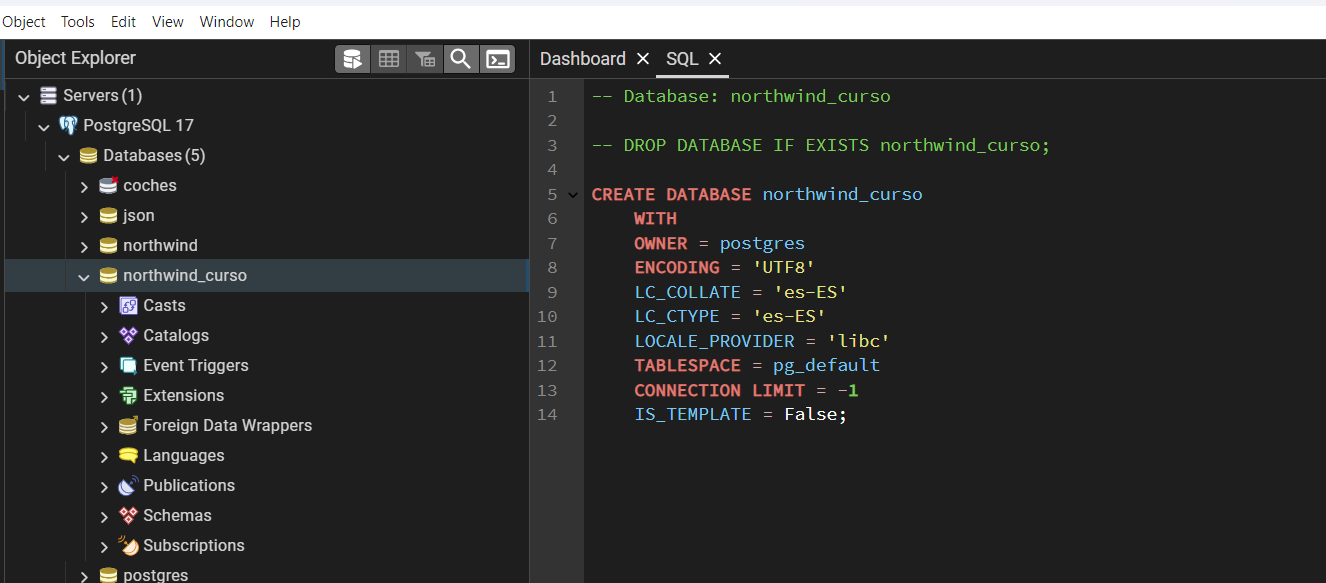 Object Tools Edit View Window Help
Object Explorer
Servers (1)
PostgreSQL 17
Databases (5)
coches
json
northwind
northwind_curso
Casts
Catalogs
Event Triggers
Extensions
Foreign Data Wrappers
Languages
Publications
Schemas
Subscriptions
postgres
Dashboard SQL
1 -- Database: northwind_curso
2
3 -- DROP DATABASE IF EXISTS northwind_curso;
4
5 CREATE DATABASE northwind_curso
6 WITH
7 OWNER = postgres
8 ENCODING = 'UTF8'
9 LC_COLLATE = 'es-ES'
10 LC_CTYPE = 'es-ES'
11 LOCALE_PROVIDER = 'libc'
12 TABLESPACE = pg_default
13 CONNECTION LIMIT = -1
14 IS_TEMPLATE = False;